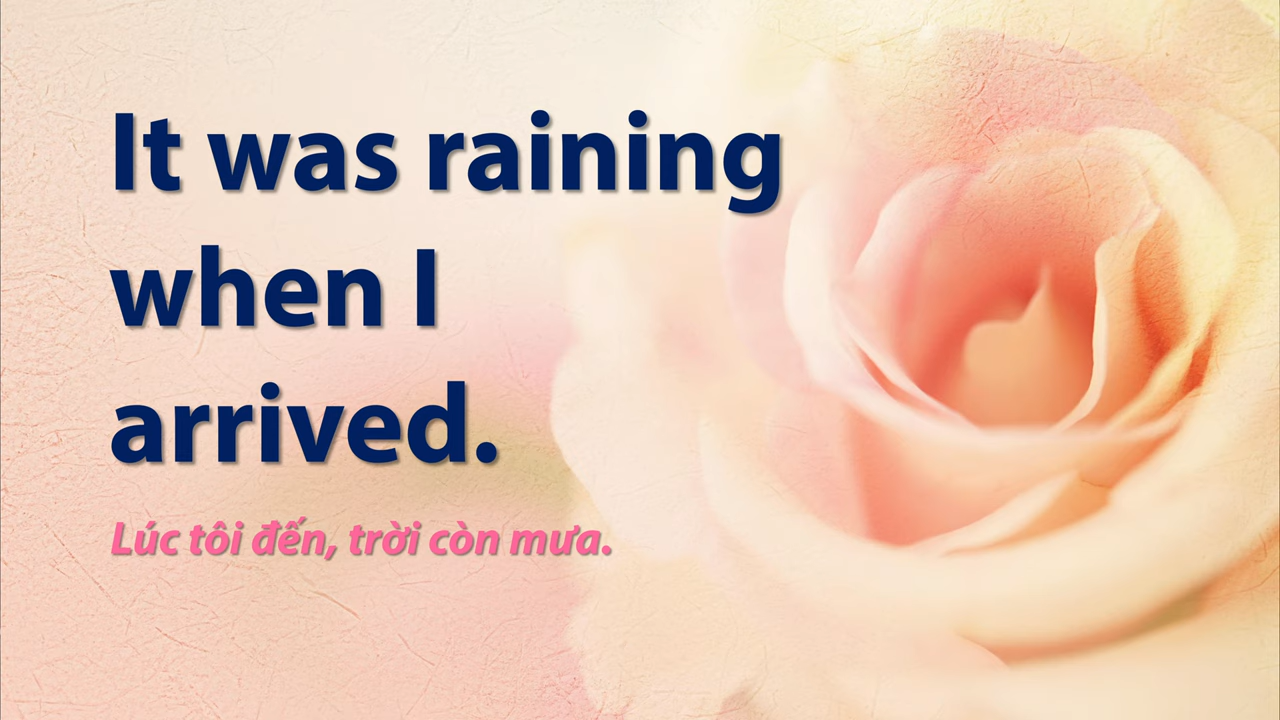 It was raining
when I
arrived.
Lúc tôi đến, trời còn mưa.